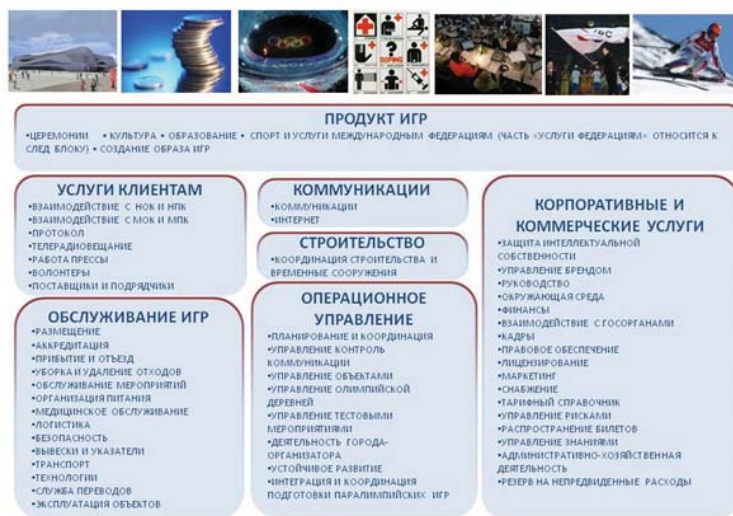 DOPING
?
ПРОДУКТ ИГР
•ЦЕРЕМОНИИ •КУЛЬТУРА • ОБРАЗОВАНИЕ • СПОРТ И УСЛУГИ МЕЖДУНАРОДНЫМ ФЕДЕРАЦИЯМ (ЧАСТЬ «УСЛУГИ ФЕДЕРАЦИЯМ» ОТНОСИТСЯ К
СЛЕД БЛОКУ) • СОЗДАНИЕ ОБРАЗА ИГР
УСЛУГИ КЛИЕНТАМ
•ВЗАИМОДЕЙСТВИЕ С НОК И НПК
•ВЗАИМОДЕЙСТВИЕ С МОК И МПК
•ПРОТОКОЛ
•ТЕЛЕРАДИОВЕЩАНИЕ
•РАБОТА ПРЕССЫ
•ВОЛОНТЕРЫ
•ПОСТАВЩИКИ И ПОДРЯДЧИКИ
ОБСЛУЖИВАНИЕ ИГР
•РАЗМЕЩЕНИЕ
•АККРЕДИТАЦИЯ
•ПРИБЫТИЕ И ОТЪЕЗД
•УБОРКА И УДАЛЕНИЕ ОТХОДОВ
•ОБСЛУЖИВАНИЕ МЕРОПРИЯТИЙ
•ОРГАНИЗАЦИЯ ПИТАНИЯ
•МЕДИЦИНСКОЕ ОБСЛУЖИВАНИЕ
•ЛОГИСТИКА
•БЕЗОПАСНОСТЬ
•ВЫВЕСКИ И УКАЗАТЕЛИ
•ТРАНСПОРТ
•ТЕХНОЛОГИИ
•СЛУЖБА ПЕРЕВОДОВ
•ЭКСПЛУАТАЦИЯ ОБЪЕКТОВ
КОММУНИКАЦИИ
•КОММУНИКАЦИИ
•ИНТЕРНЕТ
СТРОИТЕЛЬСТВО
•КООРДИНАЦИЯ СТРОИТЕЛЬСТВА И
ВРЕМЕННЫЕ СООРУЖЕНИЯ
ОПЕРАЦИОННОЕ
УПРАВЛЕНИЕ
•ПЛАНИРОВАНИЕ И КООРДИНАЦИЯ
•УПРАВЛЕНИЕ КОНТРОЛЬ
КОММУНИКАЦИИ
•УПРАВЛЕНИЕ ОБЪЕКТАМИ
•УПРАВЛЕНИЕ ОЛИМПИЙСКОЙ
ДЕРЕВНЕЙ
•УПРАВЛЕНИЕ ТЕСТОВЫМИ
МЕРОПРИЯТИЯМИ
•ДЕЯТЕЛЬНОСТЬ ГОРОДА-
ОРГАНИЗАТОРА
•УСТОЙЧИВОЕ РАЗВИТИЕ
•ИНТЕГРАЦИЯ И КООРДИНАЦИЯ
ПОДГОТОВКИ ПАРАЛИМПИЙСКИХ ИГР
КОРПОРАТИВНЫЕ И
КОММЕРЧЕСКИЕ УСЛУГИ
•ЗАЩИТА ИНТЕЛЛЕКТУАЛЬНОЙ
СОБСТВЕННОСТИ
•УПРАВЛЕНИЕ БРЕНДОМ
•РУКОВОДСТВО
•ОКРУЖАЮЩАЯ СРЕДА
•ФИНАНСЫ
•ВЗАИМОДЕЙСТВИЕ С ГОСОРГАНАМИ
•КАДРЫ
•ПРАВОВОЕ ОБЕСПЕЧЕНИЕ
•ЛИЦЕНЗИРОВАНИЕ
•МАРКЕТИНГ
•СНАБЖЕНИЕ
•ТАРИФНЫЙ СПРАВОЧНИК
•УПРАВЛЕНИЕ РИСКАМИ
•РАСПРОСТРАНЕНИЕ БИЛЕТОВ
•УПРАВЛЕНИЕ ЗНАНИЯМИ
•АДМИНИСТРАТИВНО-ХОЗЯЙСТВЕННАЯ
ДЕЯТЕЛЬНОСТЬ
•РЕЗЕРВ НА НЕПРЕДВИДЕННЫЕ РАСХОДЫ